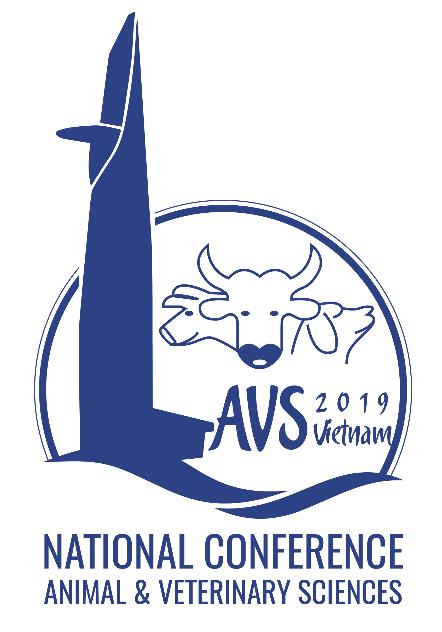 AVS 2019
Vietnam
NATIONAL CONFERENCE
ANIMAL & VETERINARY SCIENCES